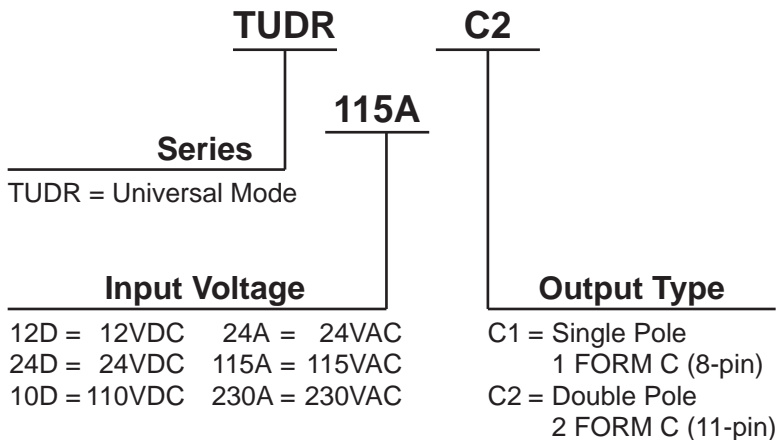 TUDR C2
115A
Series
TUDR = Universal Mode
Input Voltage
12D = 12VDC 24A = 24VAC
24D = 24VDC 115A = 115VAC
10D = 110VDC 230A = 230VAC
Output Type
C1 = Single Pole
1 FORM C (8-pin)
C2 = Double Pole
2 FORM C (11-pin)